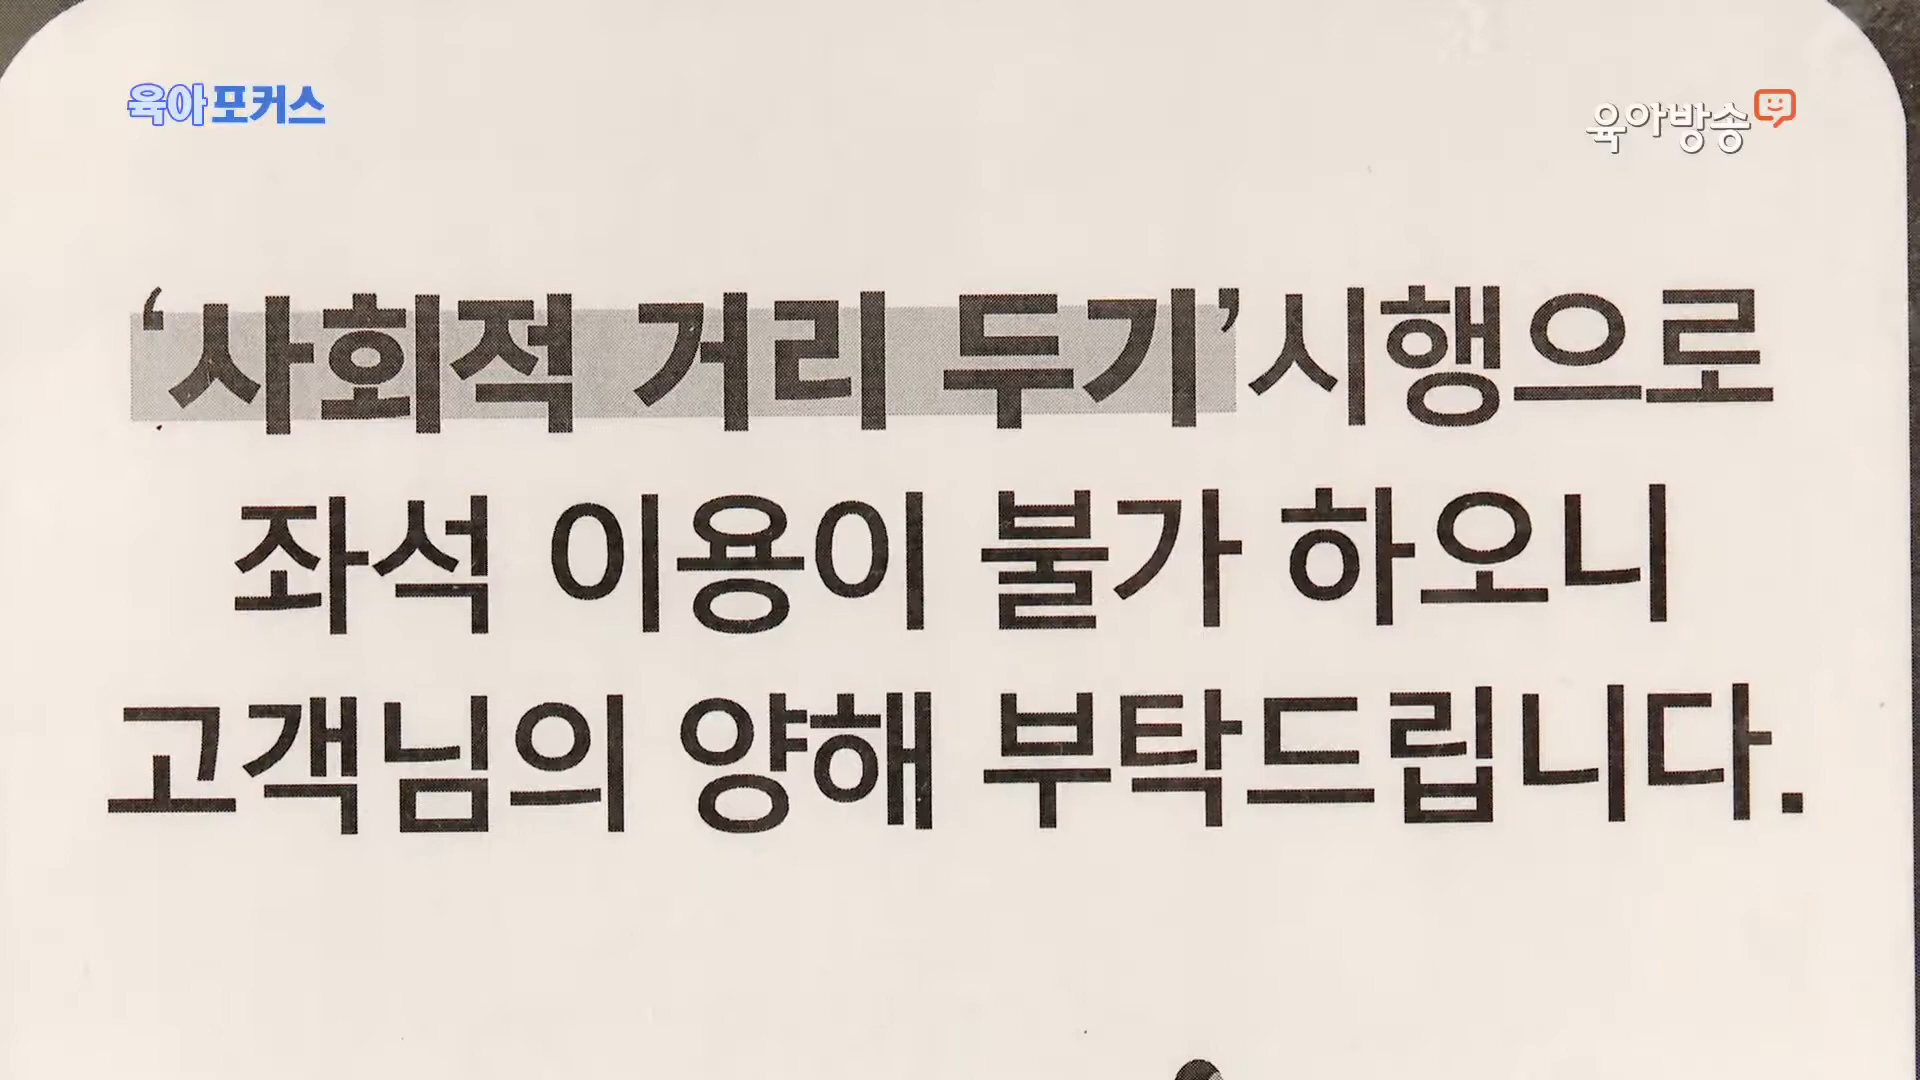 육아포커스
육아방송
‘사회적 거리 두기’시행으로
좌석 이용이 불가 하오니
고객님의 양해 부탁드립니다.